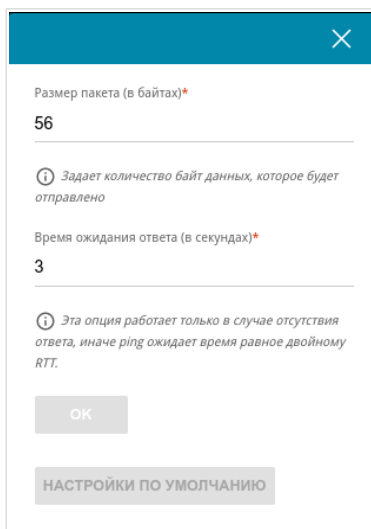 Размер пакета (в байтах)*
56
Задает количество байт данных, которое будет
отправлено
Время ожидания ответа (в секундах)*
3
Эта опция работает только в случае отсутствия
ответа, иначе ping ожидает время равное двойному
RTT.
ОК
НАСТРОЙКИ ПО УМОЛЧАНИЮ